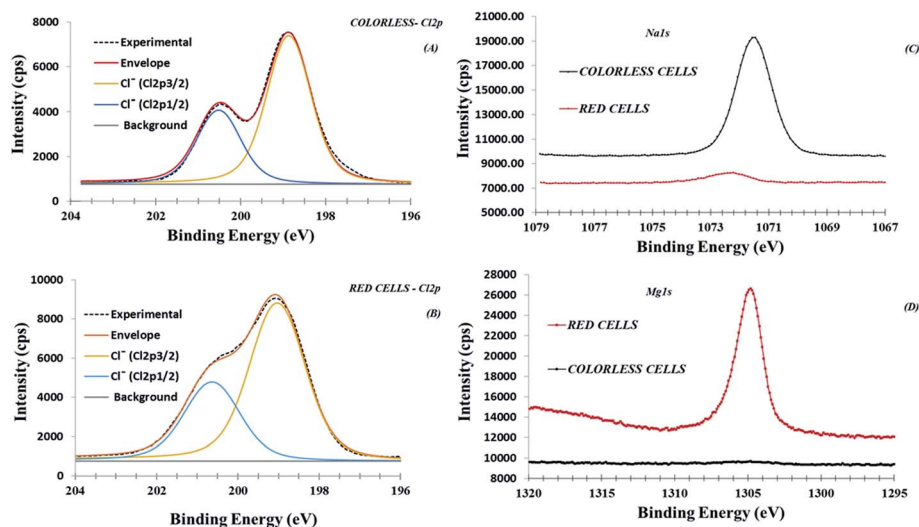 COLORLESS- Cl2p
(A)
8000
6000
4000
2000
0
Intensity (cps)
Experimental
Envelope
Cl⁻ (Cl2p3/2)
Cl⁻ (Cl2p1/2)
Background
204 202 200 198 196
Binding Energy (eV)
Na1s
(C)
21000.00
19000.00
17000.00
15000.00
13000.00
11000.00
9000.00
7000.00
5000.00
Intensity (cps)
COLORLESS CELLS
RED CELLS
1079 1077 1075 1073 1071 1069 1067
Binding Energy (eV)
RED CELLS - Cl2p
(B)
10000
8000
6000
4000
2000
0
Intensity (cps)
Experimental
Envelope
Cl⁻ (Cl2p3/2)
Cl⁻ (Cl2p1/2)
Background
204 202 200 198 196
Binding Energy (eV)
Mg1s
(D)
28000
26000
24000
22000
20000
18000
16000
14000
12000
10000
8000
Intensity (cps)
RED CELLS
COLORLESS CELLS
1320 1315 1310 1305 1300 1295
Binding Energy (eV)